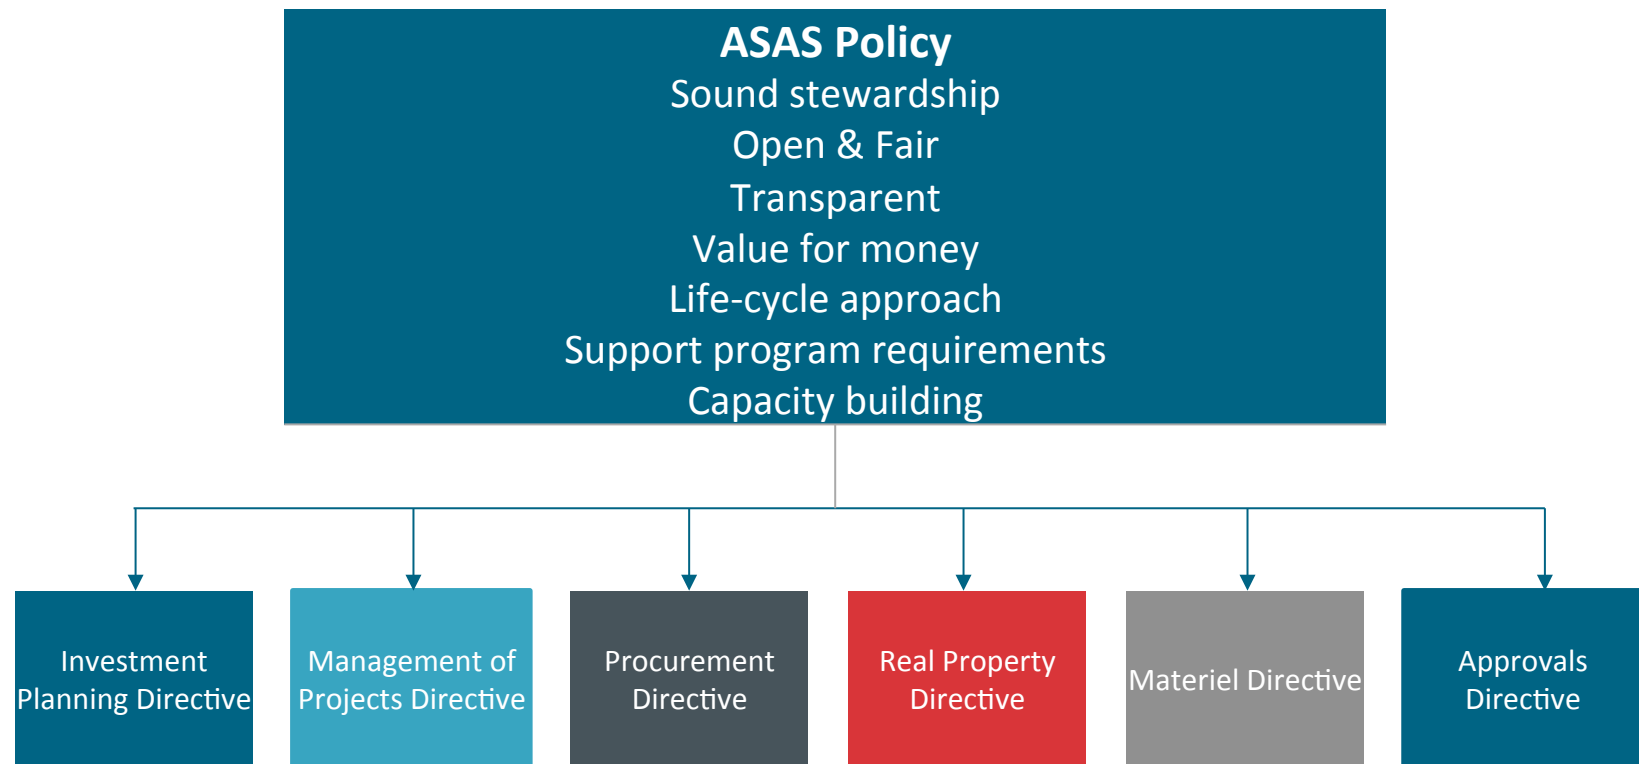 ASAS Policy
Sound stewardship
Open & Fair
Transparent
Value for money
Life-cycle approach
Support program requirements
Capacity building
Investment
Planning Directive
Management of
Projects Directive
Procurement
Directive
Real Property
Directive
Materiel Directive
Approvals
Directive